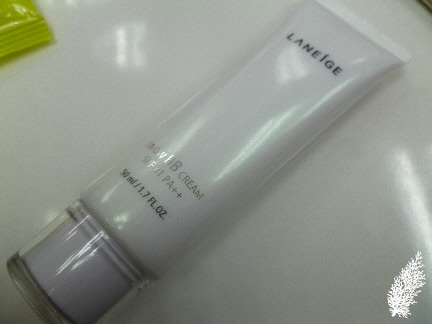 LANEIGE
BB CREAM
PA++
50 ml / 1.7 FL.OZ.